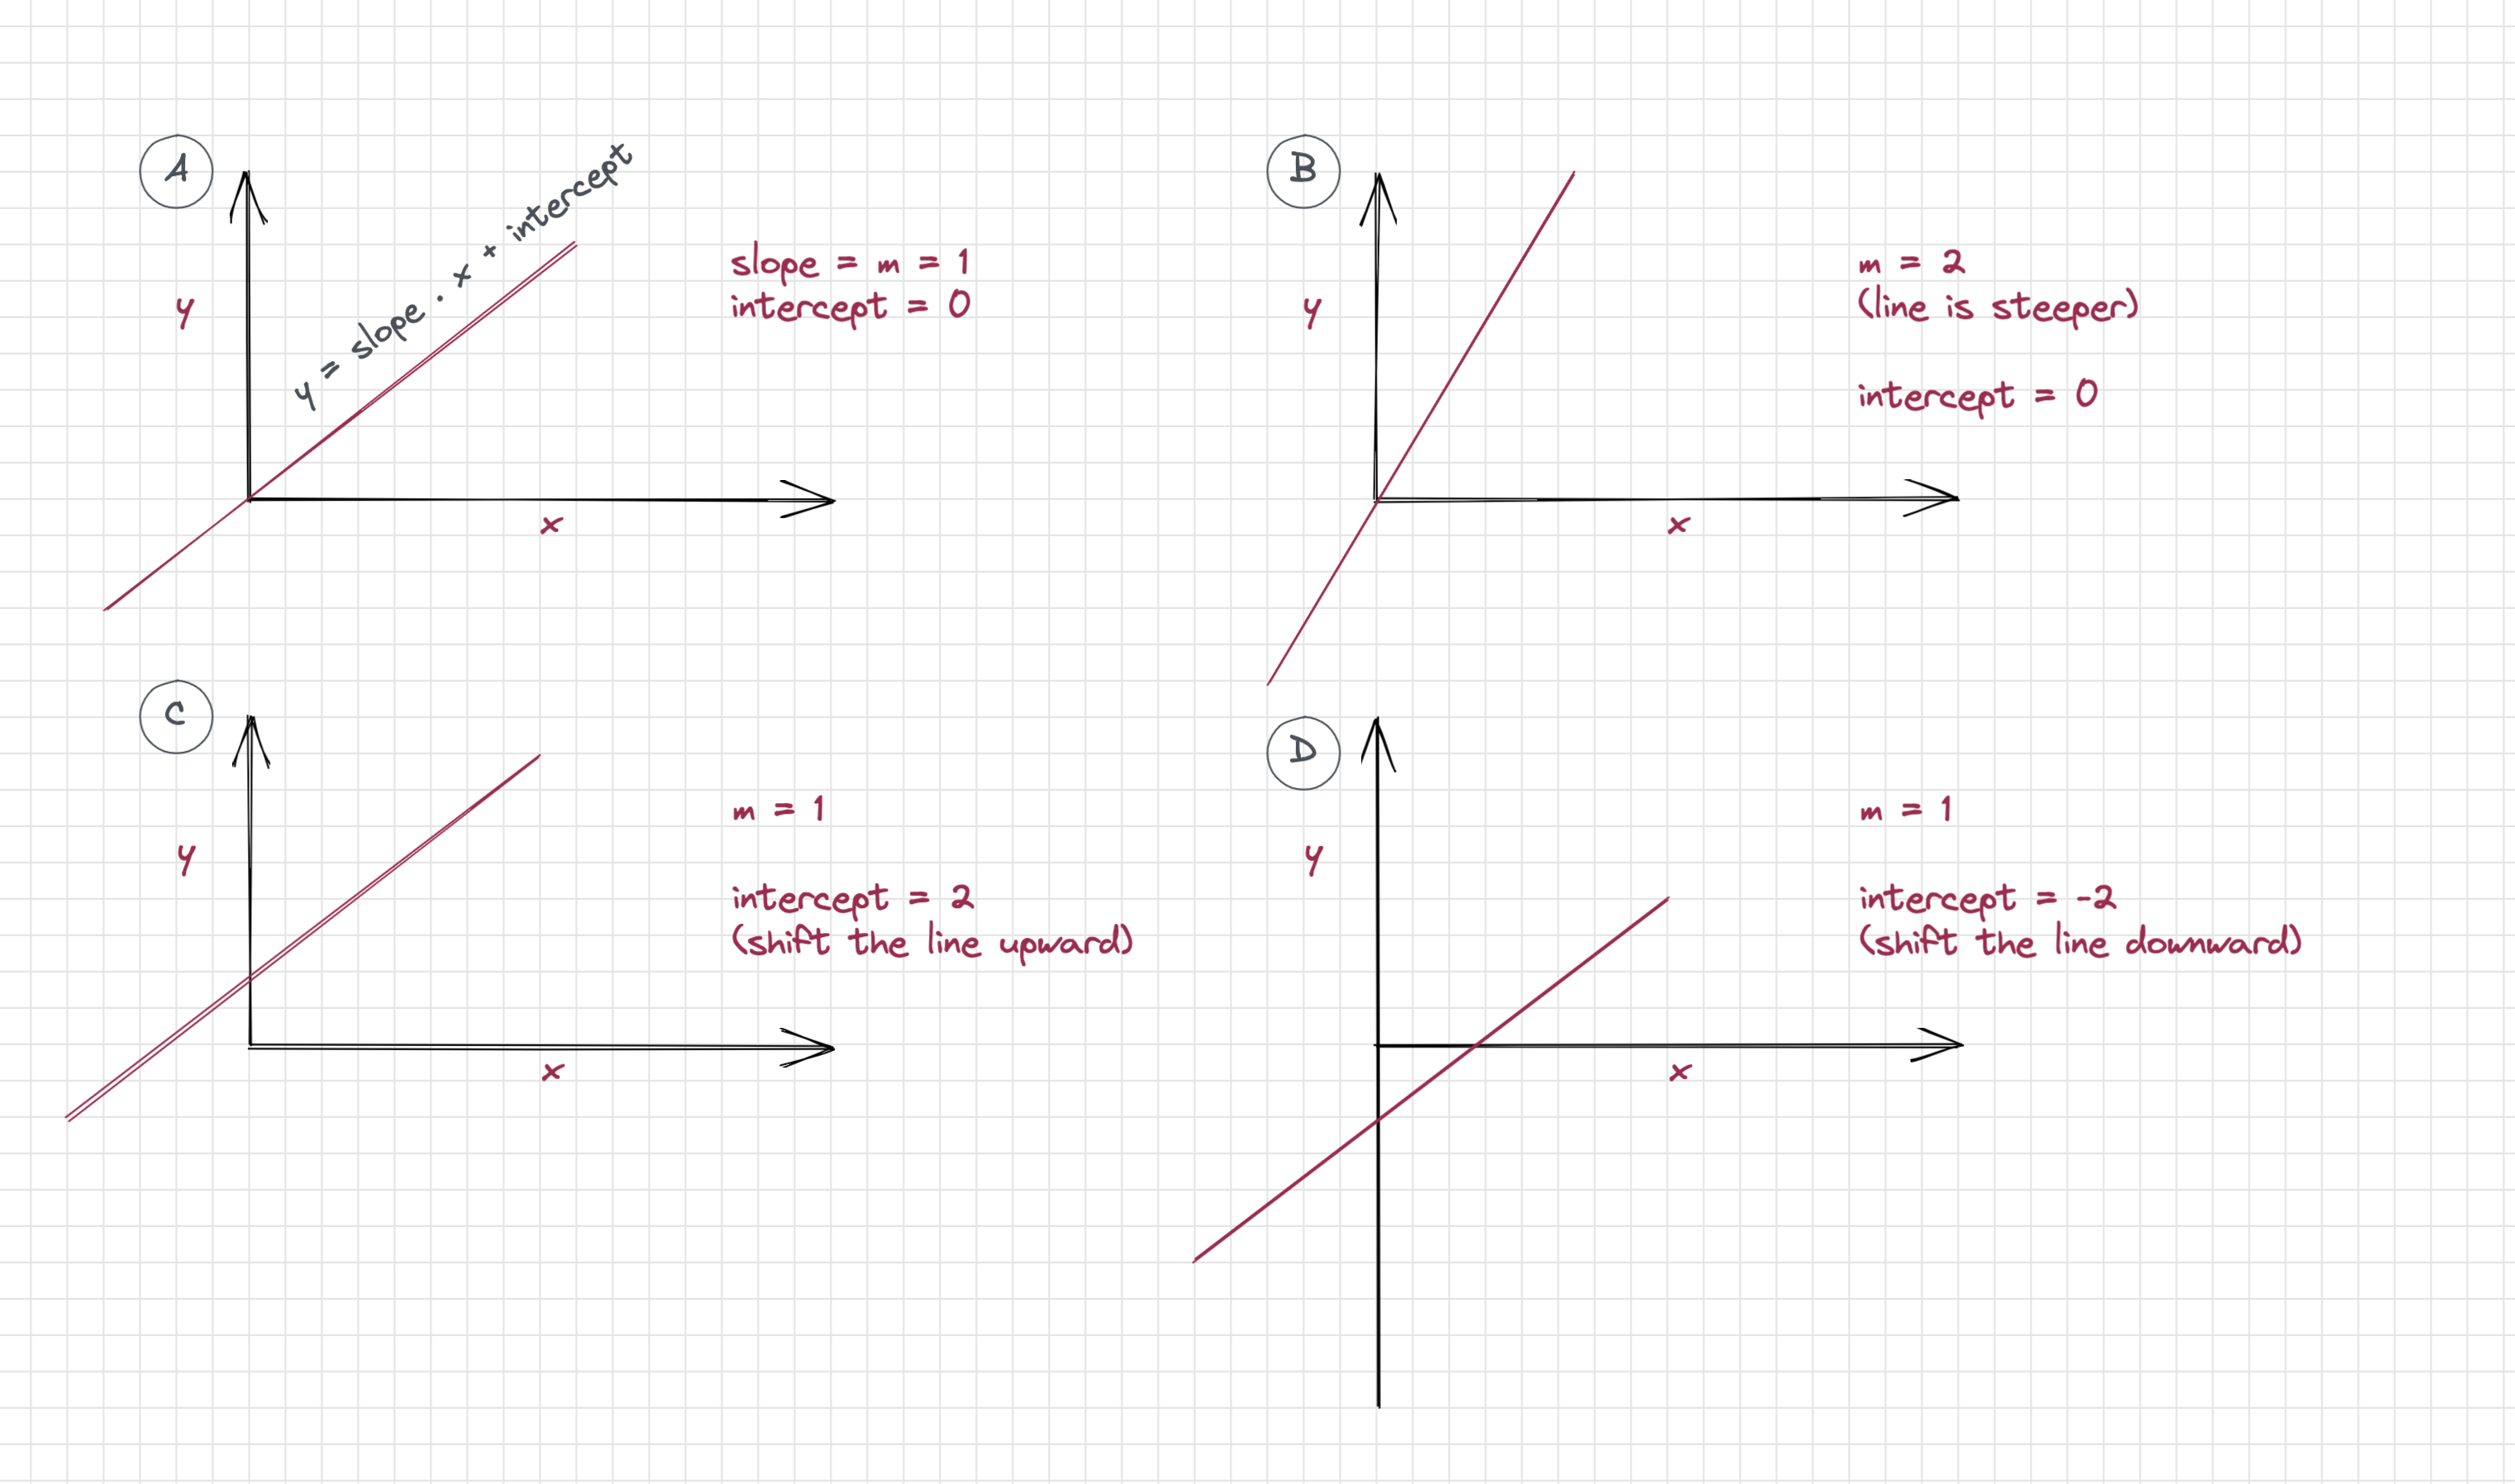 A
y = slope . x + intercept
slope = m = 1
intercept = 0
y
x
B
m = 2
(line is steeper)
intercept = 0
y
x
C
m = 1
intercept = 2
(shift the line upward)
y
x
D
m = 1
intercept = -2
(shift the line downward)
y
x